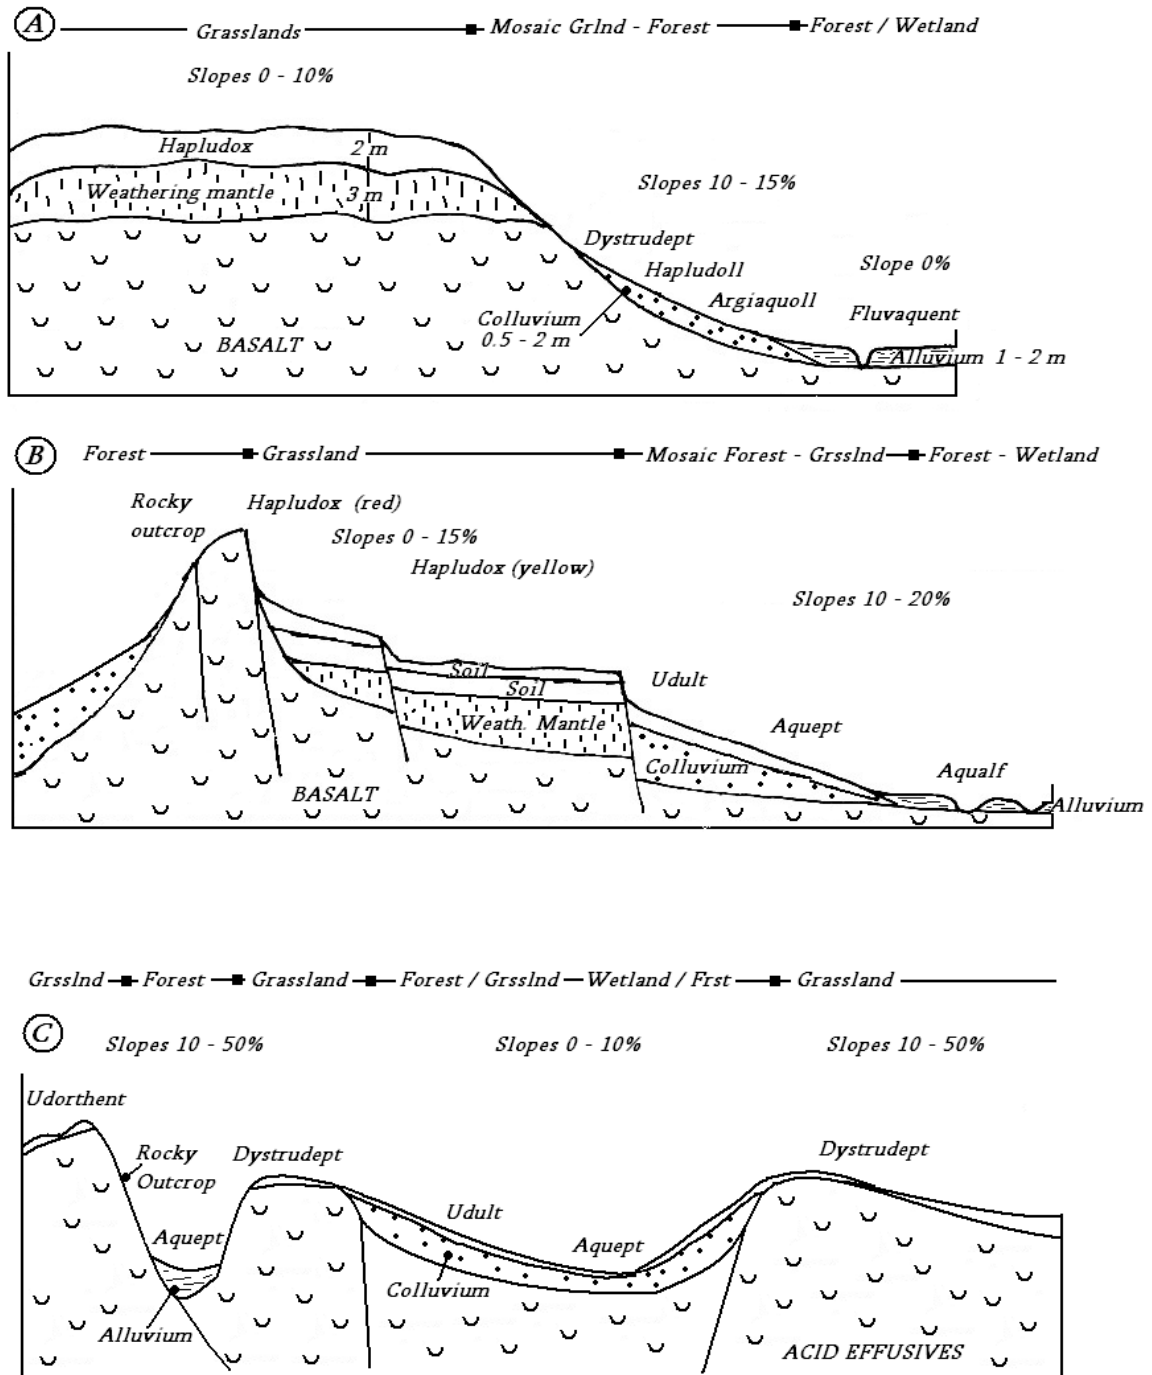 A Grasslands Mosaic Grlnd - Forest Forest / Wetland
Slopes 0 - 10%
Hapludox 2 m
Weathering mantle 3 m
Slopes 10 - 15%
Dystrudept
Hapludoll
Slope 0%
Argiaquoll
Fluvaquent
Colluvium
0.5 - 2 m
BASALT
Alluvium 1 - 2 m
B Forest Grassland Mosaic Forest - Grsslnd Forest - Wetland
Rocky
outcrop
Hapludox (red)
Slopes 0 - 15%
Hapludox (yellow)
Slopes 10 - 20%
Soil
Soil
Udult
Weath. Mantle
Aquept
Colluvium
Aqualf
BASALT
Alluvium
Grsslnd Forest Grassland Forest / Grsslnd Wetland / Frst Grassland
C Slopes 10 - 50% Slopes 0 - 10% Slopes 10 - 50%
Udorthent
Rocky
Outcrop
Dystrudept
Dystrudept
Udult
Aquept
Aquept
Colluvium
Alluvium
ACID EFFUSIVES